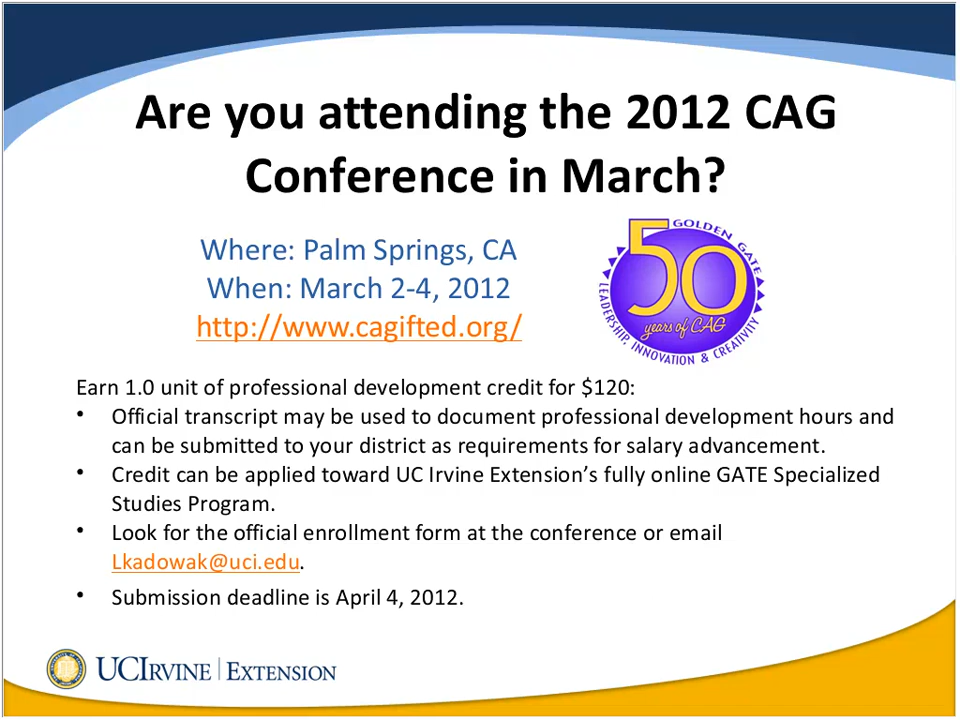 Are you attending the 2012 CAG
Conference in March?
Where: Palm Springs, CA
When: March 2-4, 2012
http://www.cagifted.org/
GOLDEN GATE
50
years of CAG
LEADERSHIP, INNOVATION & CREATIVITY
Earn 1.0 unit of professional development credit for $120:
• Official transcript may be used to document professional development hours and
can be submitted to your district as requirements for salary advancement.
• Credit can be applied toward UC Irvine Extension’s fully online GATE Specialized
Studies Program.
• Look for the official enrollment form at the conference or email
Lkadowak@uci.edu.
• Submission deadline is April 4, 2012.
UCIRVINE | EXTENSION